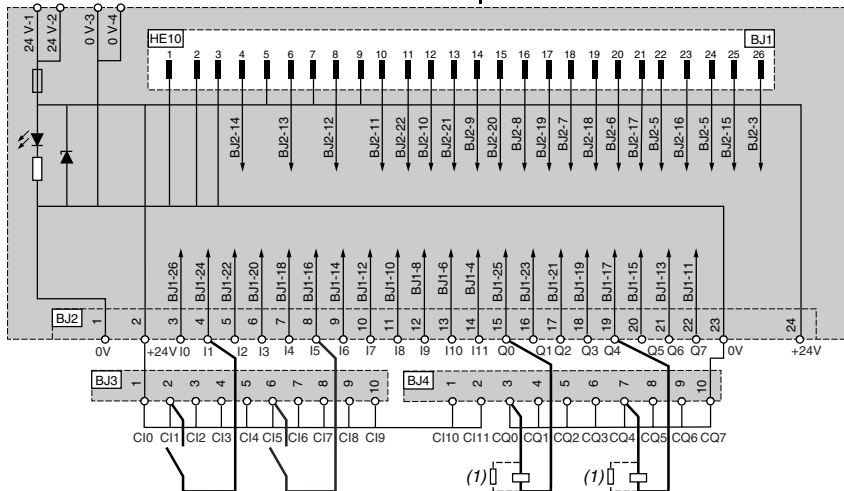 24 V-1
24 V-2
0 V-3
0 V-4
HE10
BJ1
1 2 3 4 5 6 7 8 9 10 11 12 13 14 15 16 17 18 19 20 21 22 23 24 25 26
BJ2-14 BJ2-13 BJ2-12 BJ2-11 BJ2-22 BJ2-10 BJ2-21 BJ2-9 BJ2-20 BJ2-8 BJ2-19 BJ2-7 BJ2-18 BJ2-6 BJ2-17 BJ2-5 BJ2-16 BJ2-5 BJ2-15 BJ2-3
BJ1-26 BJ1-24 BJ1-22 BJ1-20 BJ1-18 BJ1-16 BJ1-14 BJ1-12 BJ1-10 BJ1-8 BJ1-6 BJ1-4 BJ1-25 BJ1-23 BJ1-21 BJ1-19 BJ1-17 BJ1-15 BJ1-13 BJ1-11
BJ2
1 2 3 4 5 6 7 8 9 10 11 12 13 14 15 16 17 18 19 20 21 22 23 24
0V +24V I0 I1 I2 I3 I4 I5 I6 I7 I8 I9 I10 I11 Q0 Q1 Q2 Q3 Q4 Q5 Q6 Q7 0V +24V
BJ3
1 2 3 4 5 6 7 8 9 10
BJ4
1 2 3 4 5 6 7 8 9 10
CI0 CI1 CI2 CI3 CI4 CI5 CI6 CI7 CI8 CI9
CI10 CI11 CQ0 CQ1 CQ2 CQ3 CQ4 CQ5 CQ6 CQ7
(1)
(1)